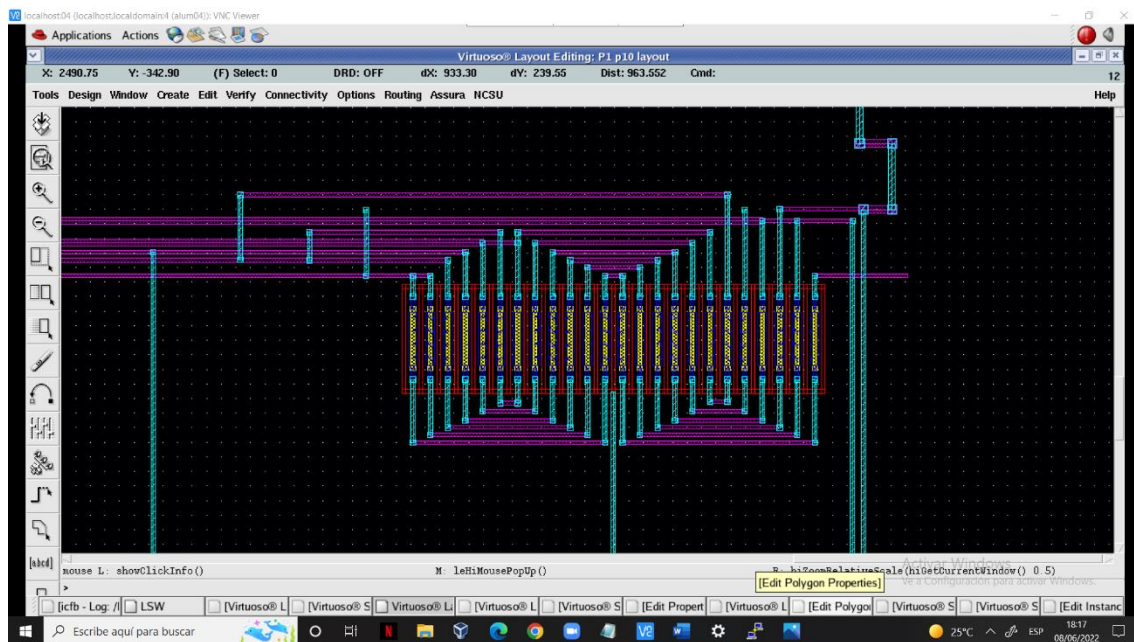 localhost:04 (localhost.localdomain:4 (alum04)): VNC Viewer
Applications Actions
Virtuoso® Layout Editing: P1 p10 layout
X: 2490.75 Y: -342.90 (F) Select: 0 DRD: OFF dX: 933.30 dY: 239.55 Dist: 963.552 Cmd:
12
Tools Design Window Create Edit Verify Connectivity Options Routing Assura NCSU Help
[abcd]
mouse L: showClickInfo() M: leHiMousePopUp() R: hiZoomRelativeScale(hiGetCurrentWindow() 0.5)
>
Activar Windows
Ve a Configuración para activar Windows.
[Edit Polygon Properties]
[icfb - Log: /l LSW [Virtuoso® L [Virtuoso® S Virtuoso® La [Virtuoso® L [Virtuoso® S [Edit Propert [Virtuoso® L [Edit Polygo [Virtuoso® S [Virtuoso® S [Edit Instanc
Escribe aquí para buscar
25°C ESP 18:17
08/06/2022